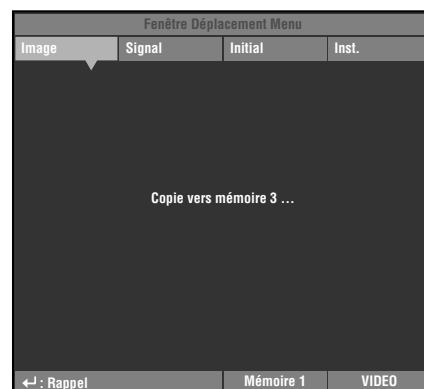 Fenêtre Déplacement Menu
Image Signal Initial Inst.
Copie vers mémoire 3 ...
↵ : Rappel Mémoire 1 VIDEO